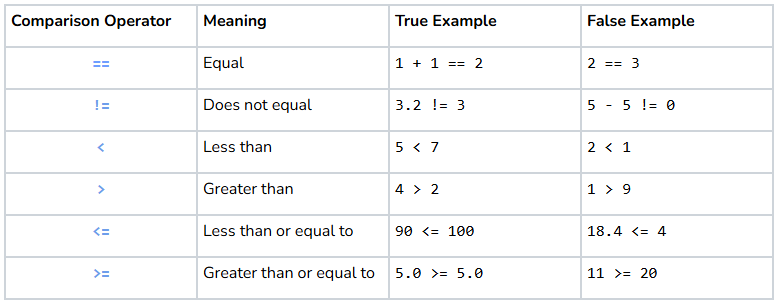 Comparison Operator Meaning True Example False Example
== Equal 1 + 1 == 2 2 == 3
!= Does not equal 3.2 != 3 5 - 5 != 0
< Less than 5 < 7 2 < 1
> Greater than 4 > 2 1 > 9
<= Less than or equal to 90 <= 100 18.4 <= 4
>= Greater than or equal to 5.0 >= 5.0 11 >= 20